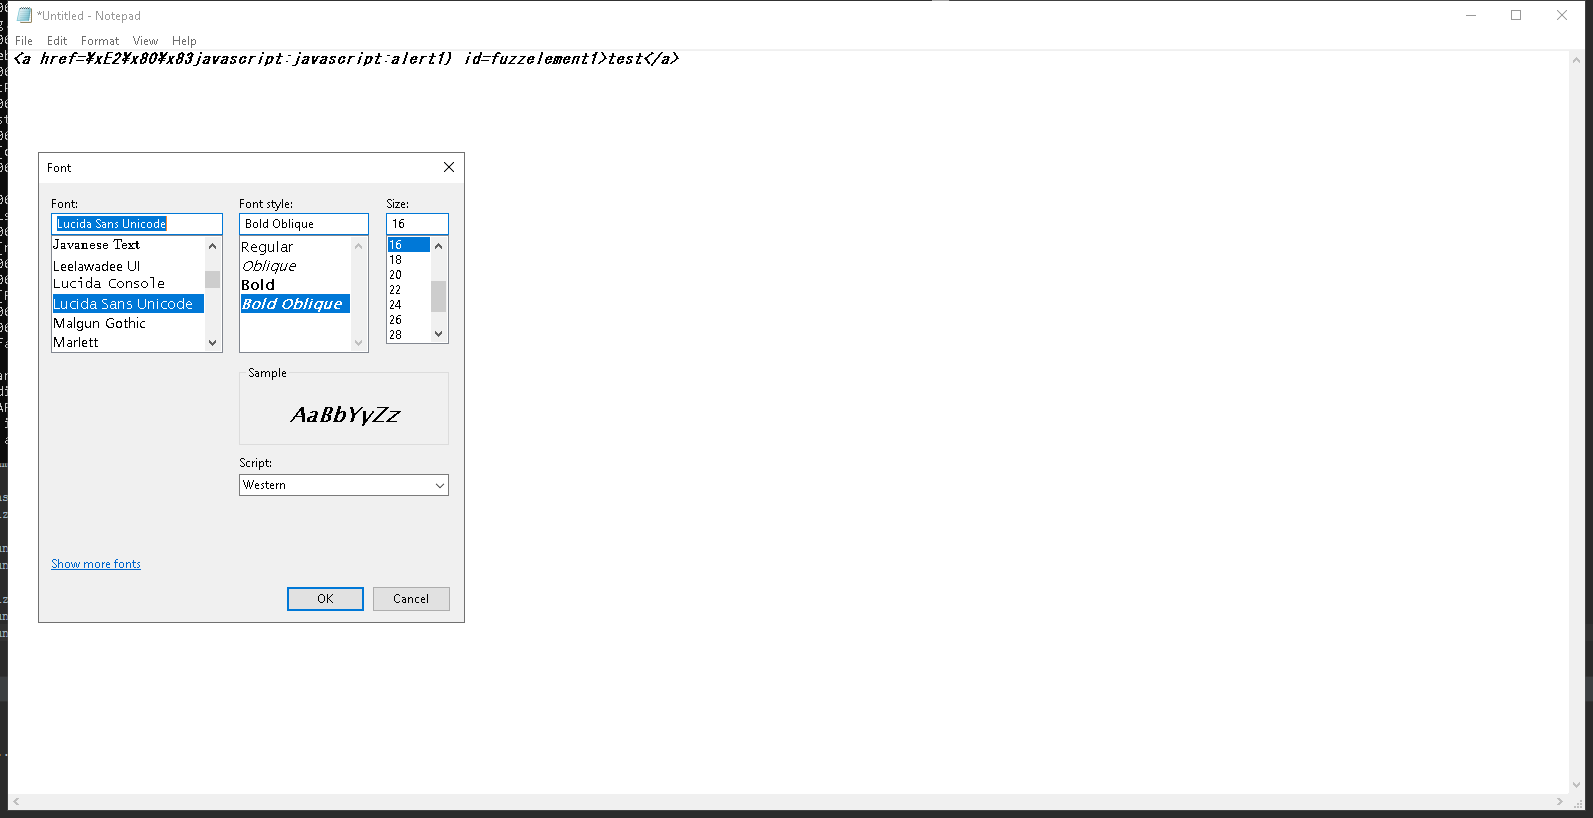 *Untitled - Notepad
File Edit Format View Help
<a href=¥xE2¥x80¥x83javascript:javascript:alert1) id=fuzzelement1>test</a>
Font
Font: Font style: Size:
Lucida Sans Unicode Bold Oblique 16
Javanese Text
Leelawadee UI
Lucida Console
Lucida Sans Unicode
Malgun Gothic
Marlett
Regular
Oblique
Bold
Bold Oblique
16
18
20
22
24
26
28
Sample
AaBbYyZz
Script:
Western
Show more fonts
OK Cancel